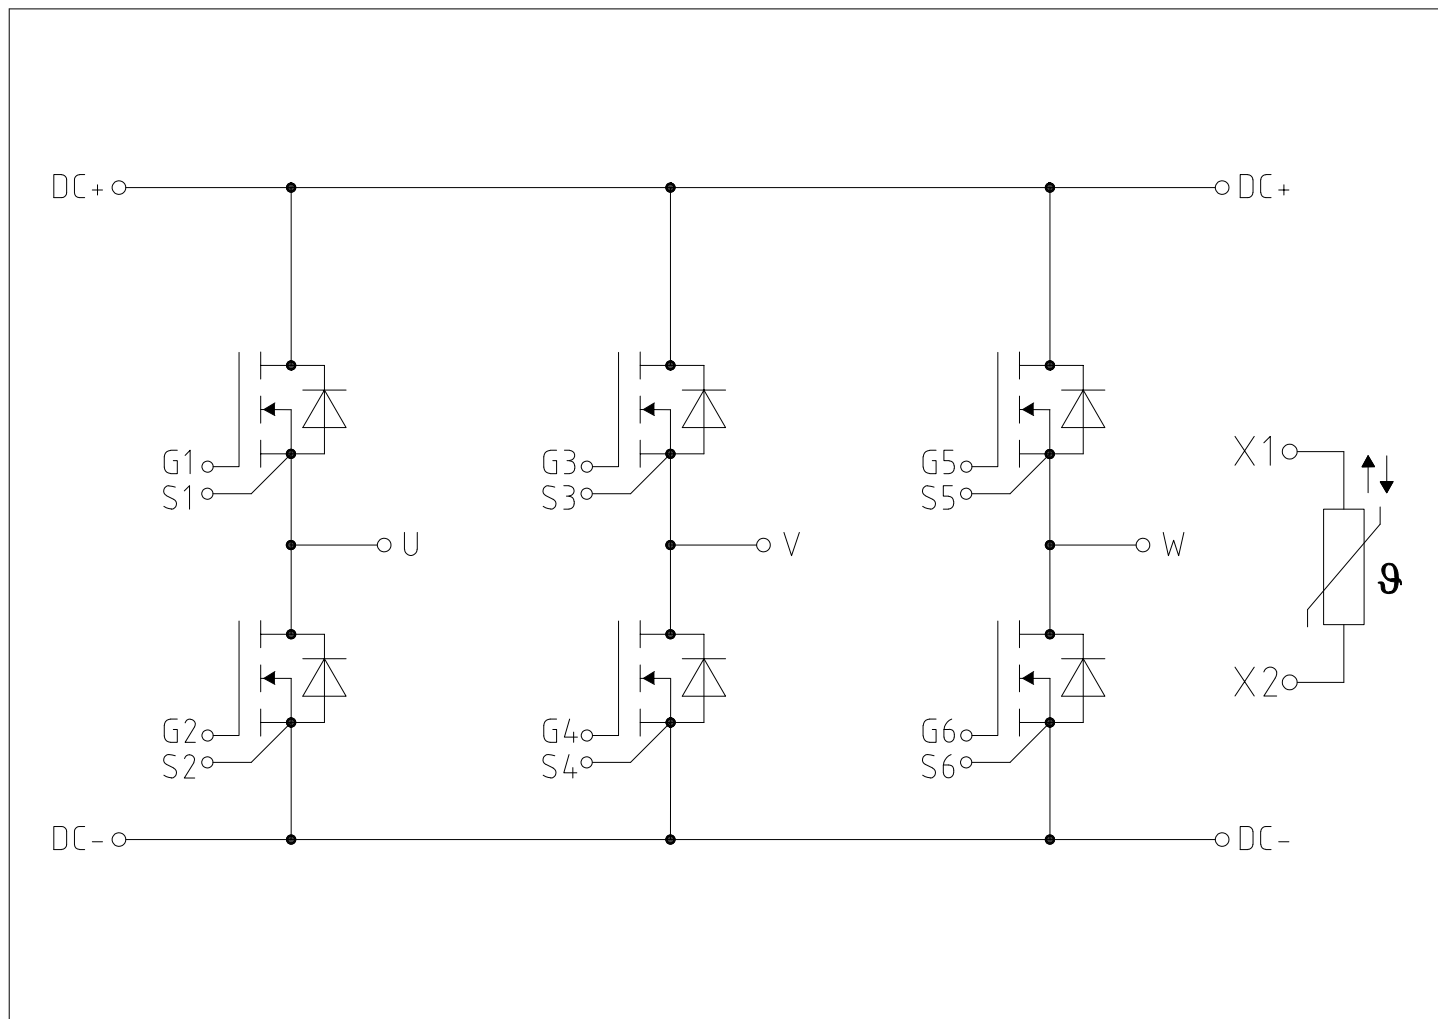 DC+ DC+
G1 G3 G5 X1
S1 S3 S5
U V W
ϑ
X2
G2 G4 G6
S2 S4 S6
DC- DC-